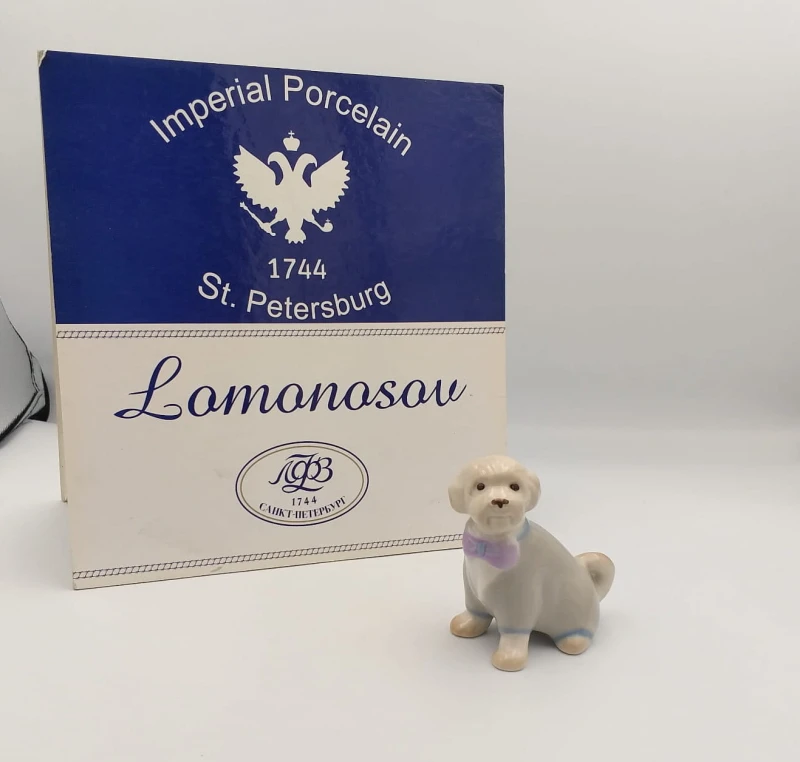 Imperial Porcelain
1744
St. Petersburg
Lomonosov
ЛФЗ
1744
САНКТ-ПЕТЕРБУРГ